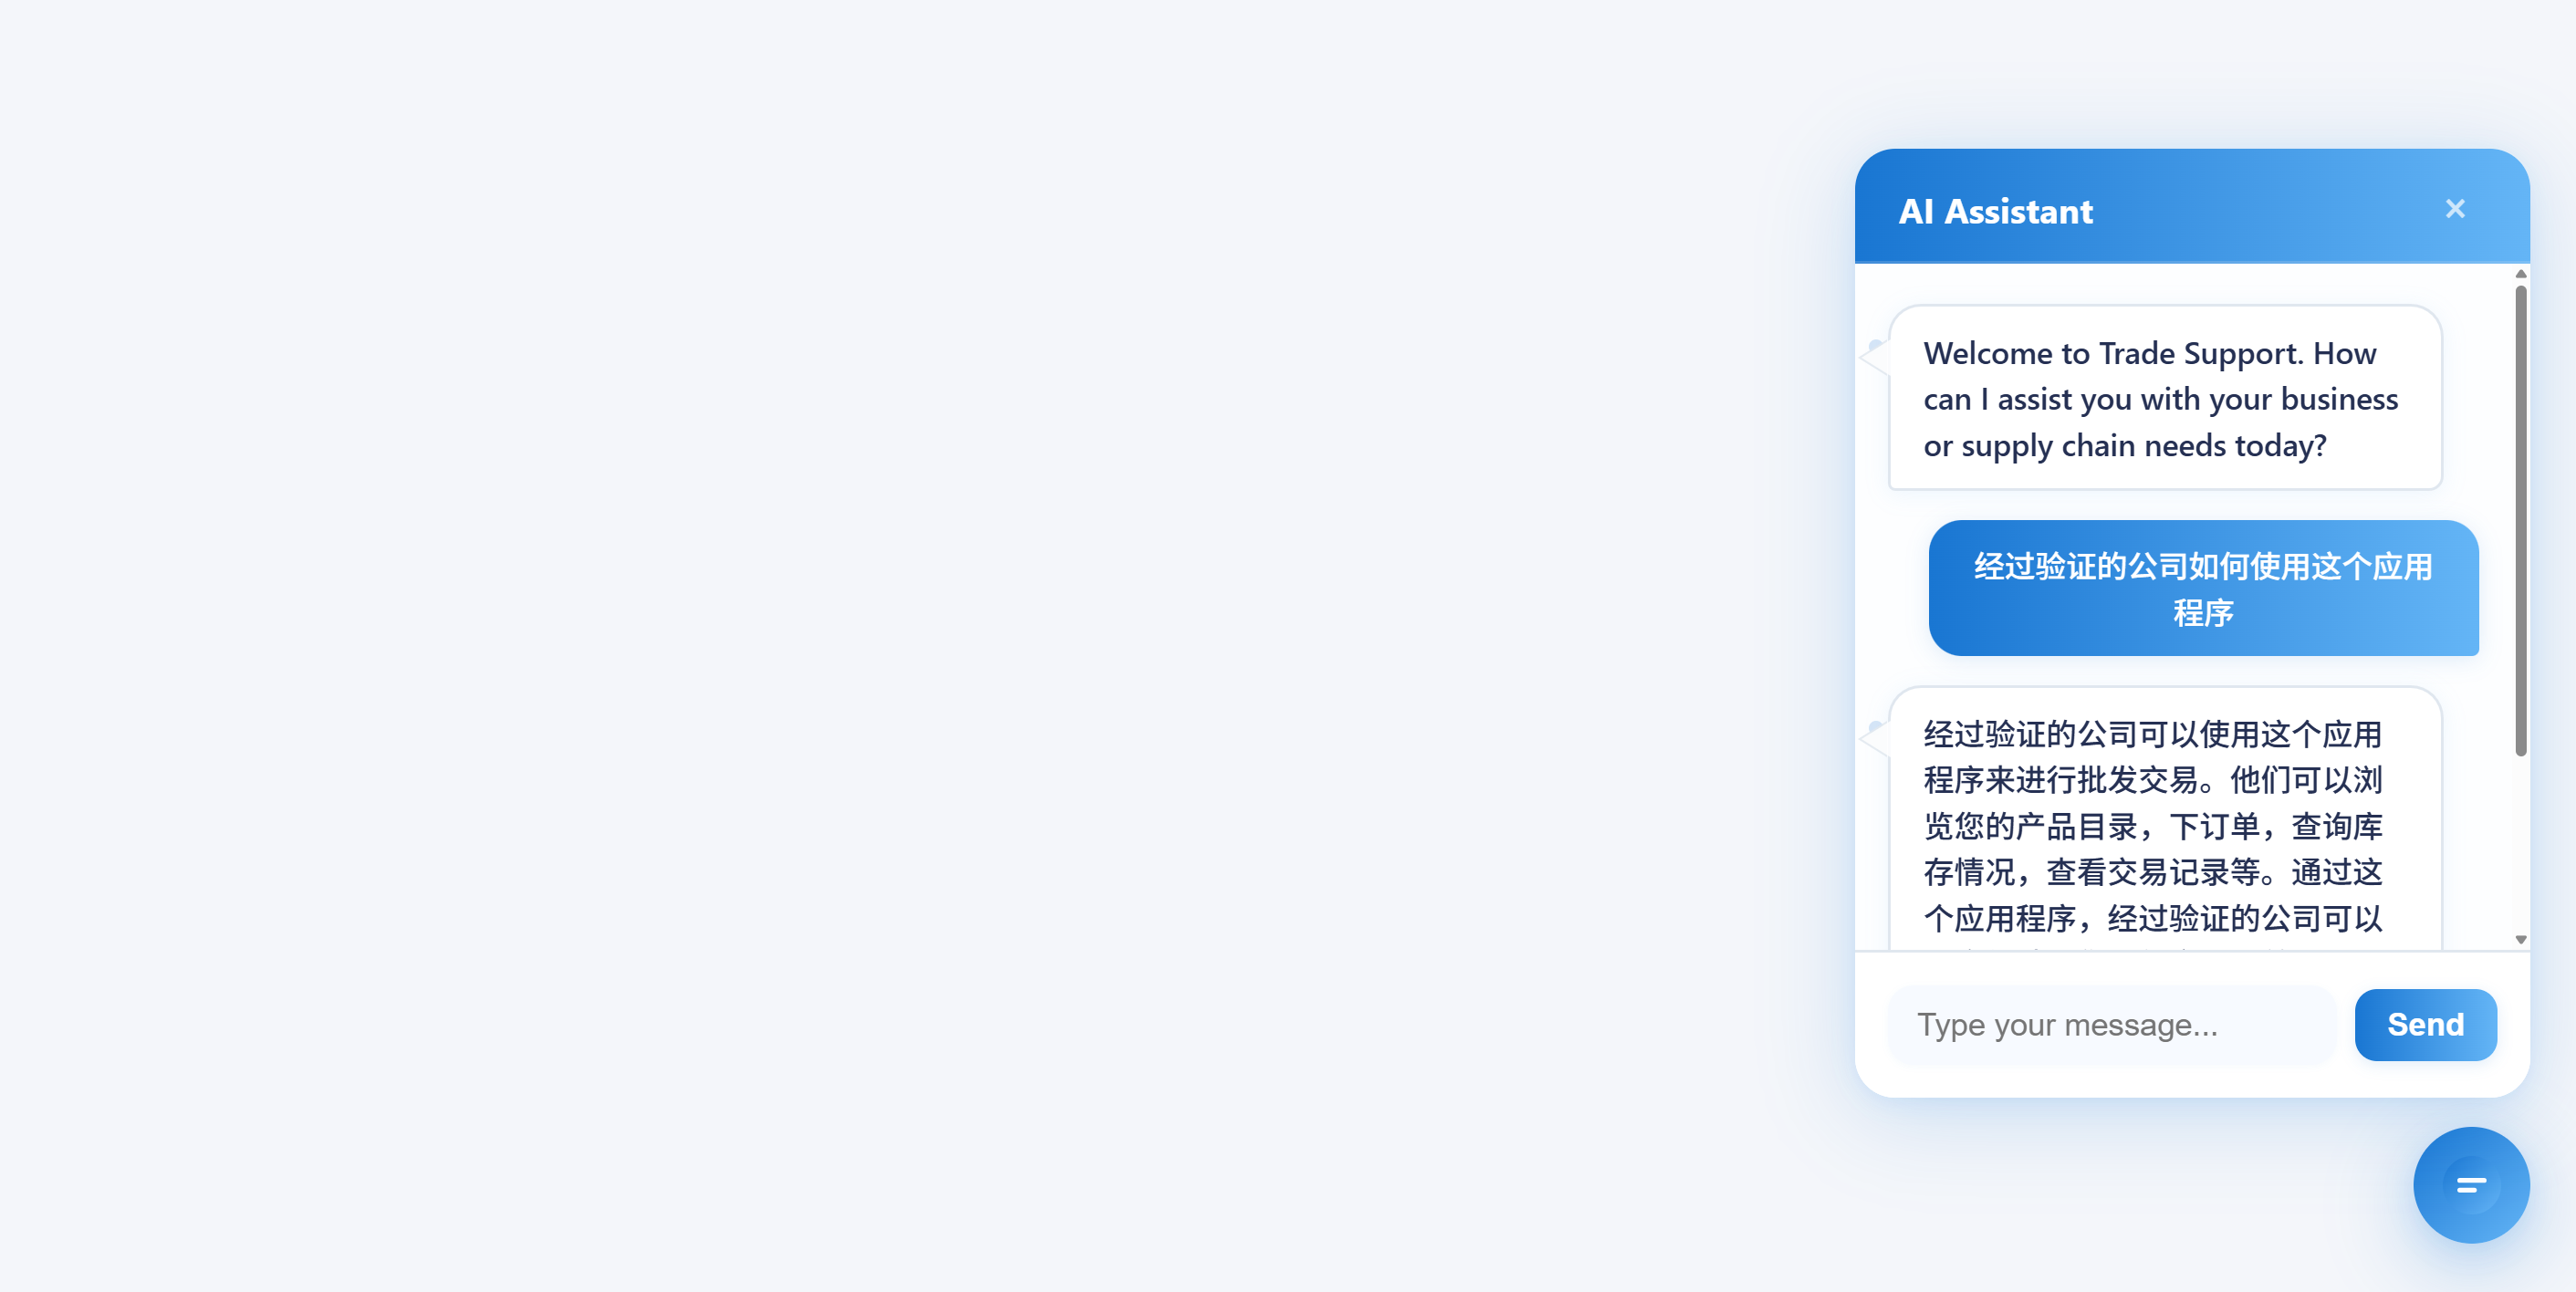 AI Assistant
Welcome to Trade Support. How
can I assist you with your business
or supply chain needs today?
经过验证的公司如何使用这个应用
程序
经过验证的公司可以使用这个应用
程序来进行批发交易。他们可以浏
览您的产品目录，下订单，查询库
存情况，查看交易记录等。通过这
个应用程序，经过验证的公司可以
Type your message...
Send